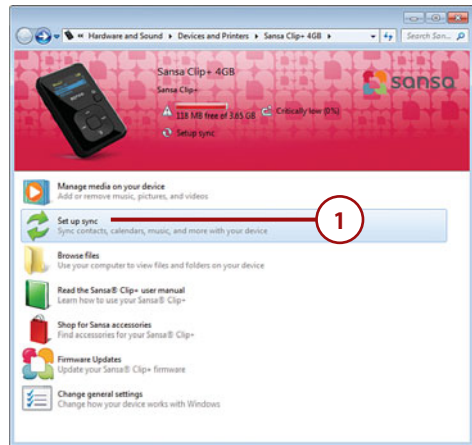 « Hardware and Sound ▸ Devices and Printers ▸ Sansa Clip+ 4GB ▸
Search San...
Sansa Clip+ 4GB
Sansa Clip+
118 MB free of 3.65 GB
Critically low (0%)
Setup sync
sansa
Manage media on your device
Add or remove music, pictures, and videos
Set up sync
Sync contacts, calendars, music, and more with your device
1
Browse files
Use your computer to view files and folders on your device
Read the Sansa® Clip+ user manual
Learn how to use your Sansa® Clip+
Shop for Sansa accessories
Find accessories for your Sansa® Clip+
Firmware Updates
Update your Sansa® Clip+ firmware
Change general settings
Change how your device works with Windows